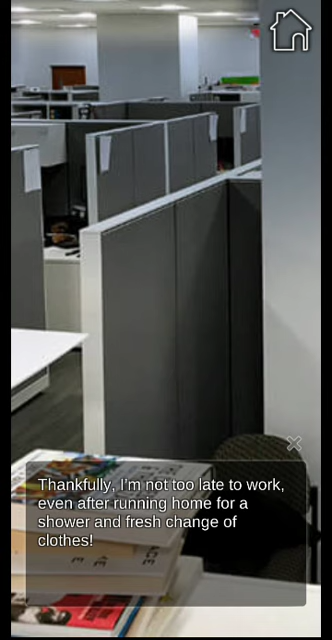 Thankfully, I'm not too late to work,
even after running home for a
shower and fresh change of
clothes!